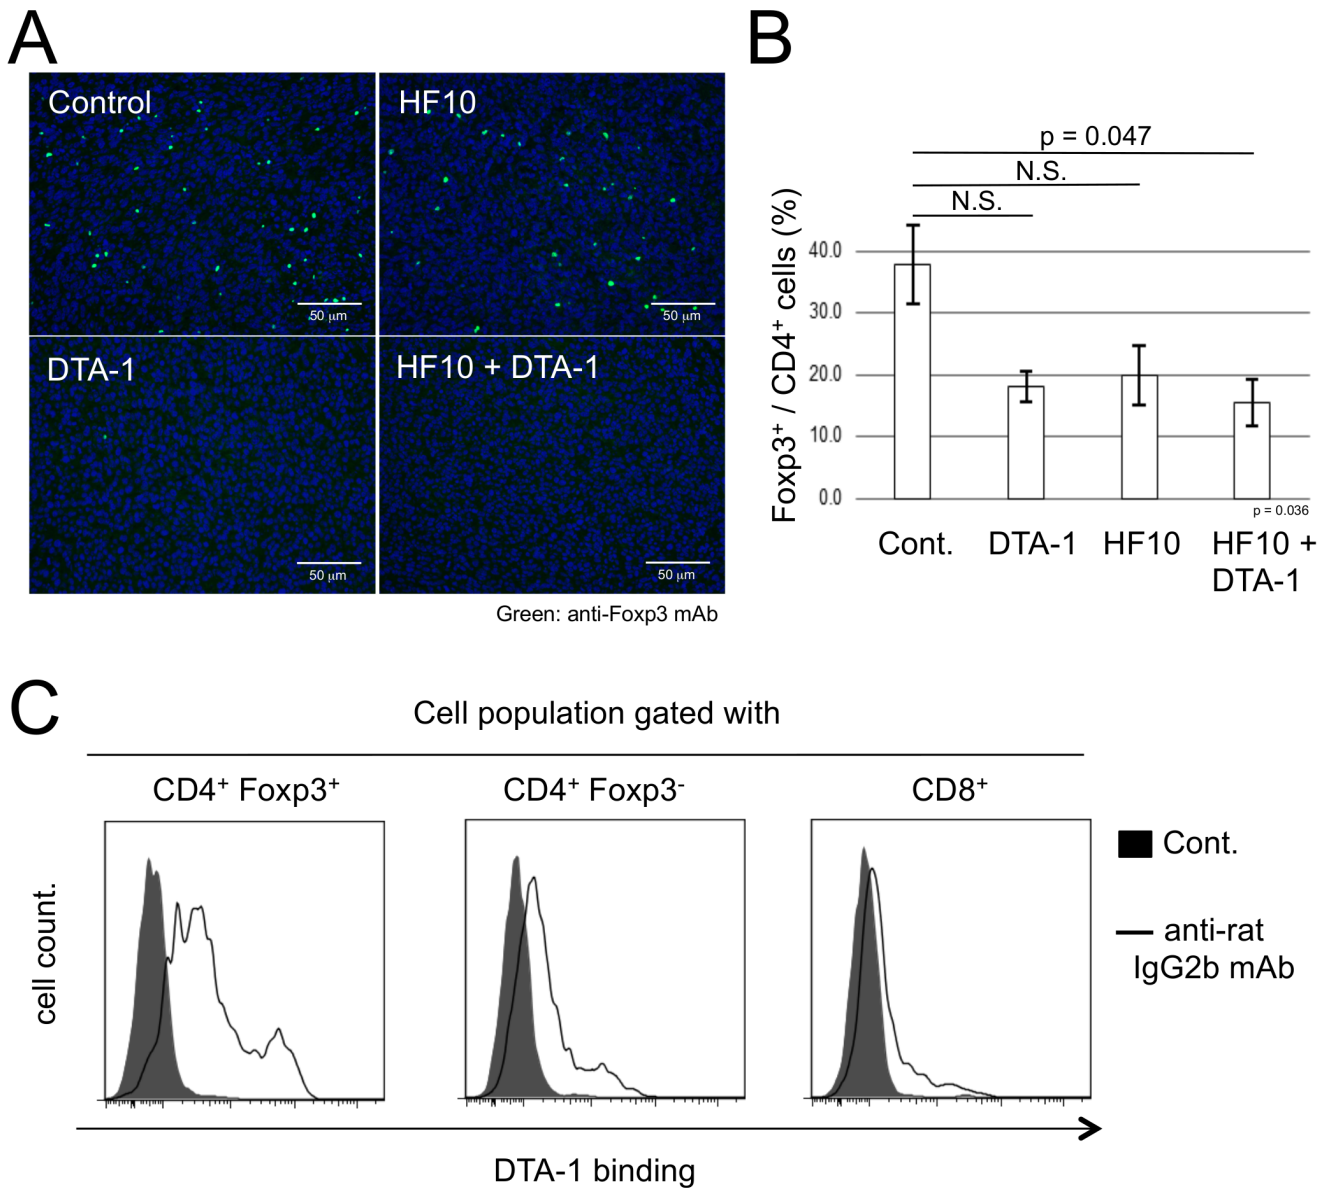 A
Control
HF10
50 μm
50 μm
DTA-1
HF10 + DTA-1
50 μm
50 μm
Green: anti-Foxp3 mAb
B
p = 0.047
N.S.
N.S.
Foxp3⁺ / CD4⁺ cells (%)
40.0
30.0
20.0
10.0
0.0
p = 0.036
Cont.
DTA-1
HF10
HF10 +
DTA-1
C
Cell population gated with
CD4⁺ Foxp3⁺
CD4⁺ Foxp3⁻
CD8⁺
cell count.
Cont.
anti-rat
IgG2b mAb
DTA-1 binding